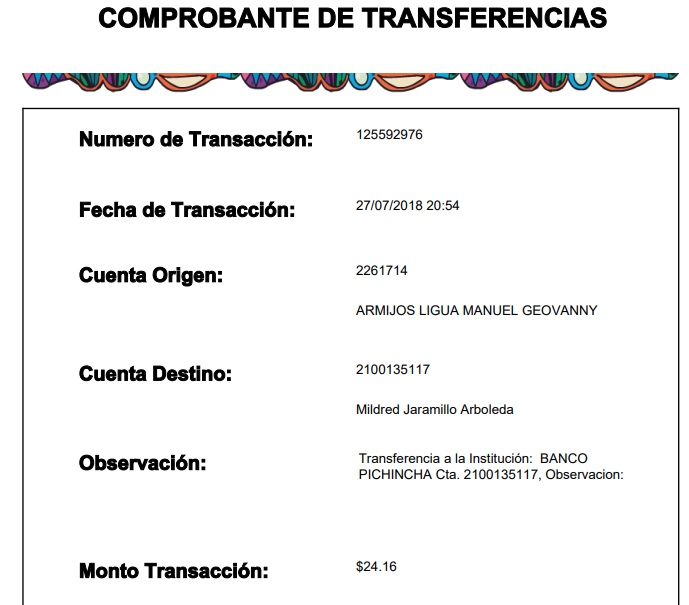 COMPROBANTE DE TRANSFERENCIAS
Numero de Transacción: 125592976
Fecha de Transacción: 27/07/2018 20:54
Cuenta Origen: 2261714
ARMIJOS LIGUA MANUEL GEOVANNY
Cuenta Destino: 2100135117
Mildred Jaramillo Arboleda
Observación: Transferencia a la Institución: BANCO
PICHINCHA Cta. 2100135117, Observacion:
Monto Transacción: $24.16